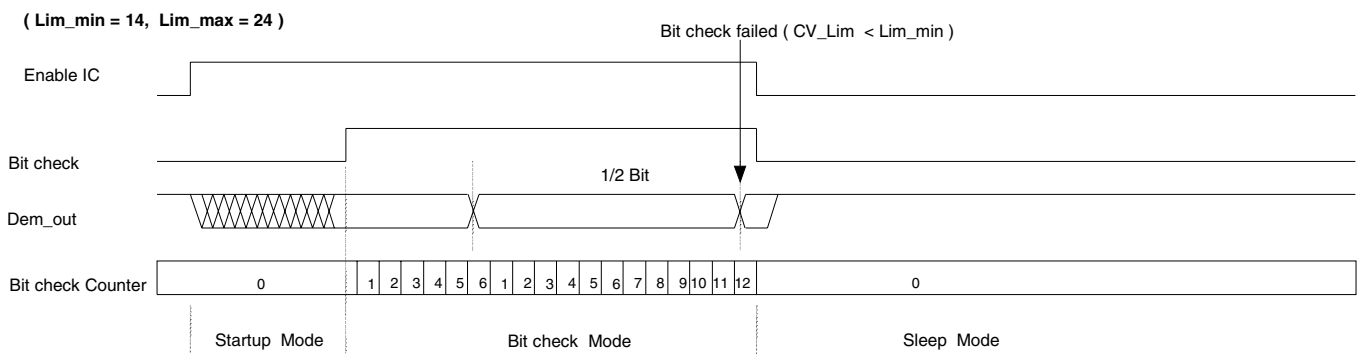 ( Lim_min = 14, Lim_max = 24 )
Bit check failed ( CV_Lim < Lim_min )
Enable IC
Bit check
1/2 Bit
Dem_out
Bit check Counter 0 1 2 3 4 5 6 1 2 3 4 5 6 7 8 9 10 11 12 0
Startup Mode Bit check Mode Sleep Mode